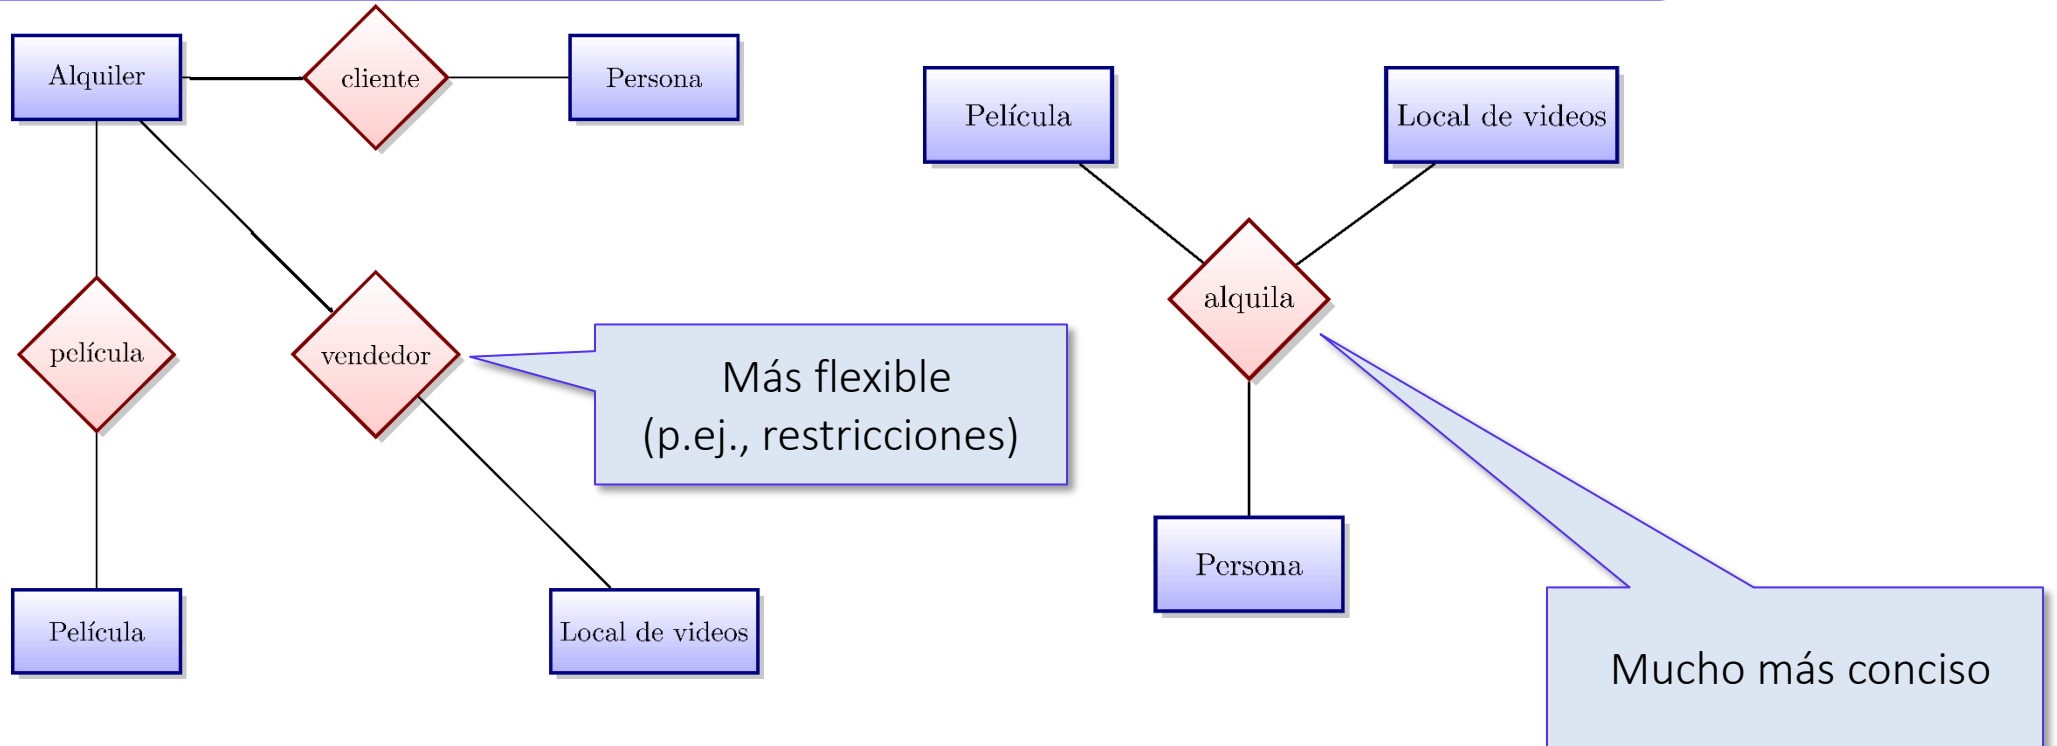 Alquiler
cliente
Persona
película
vendedor
Más flexible
(p.ej., restricciones)
Película
Local de videos
Película
Local de videos
alquila
Persona
Mucho más conciso